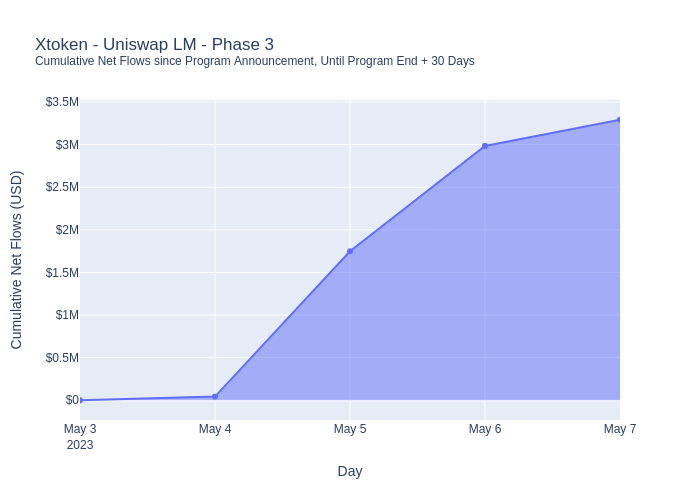 Xtoken - Uniswap LM - Phase 3
Cumulative Net Flows since Program Announcement, Until Program End + 30 Days
Cumulative Net Flows (USD)
$3.5M
$3M
$2.5M
$2M
$1.5M
$1M
$0.5M
$0
May 3 May 4 May 5 May 6 May 7
2023
Day